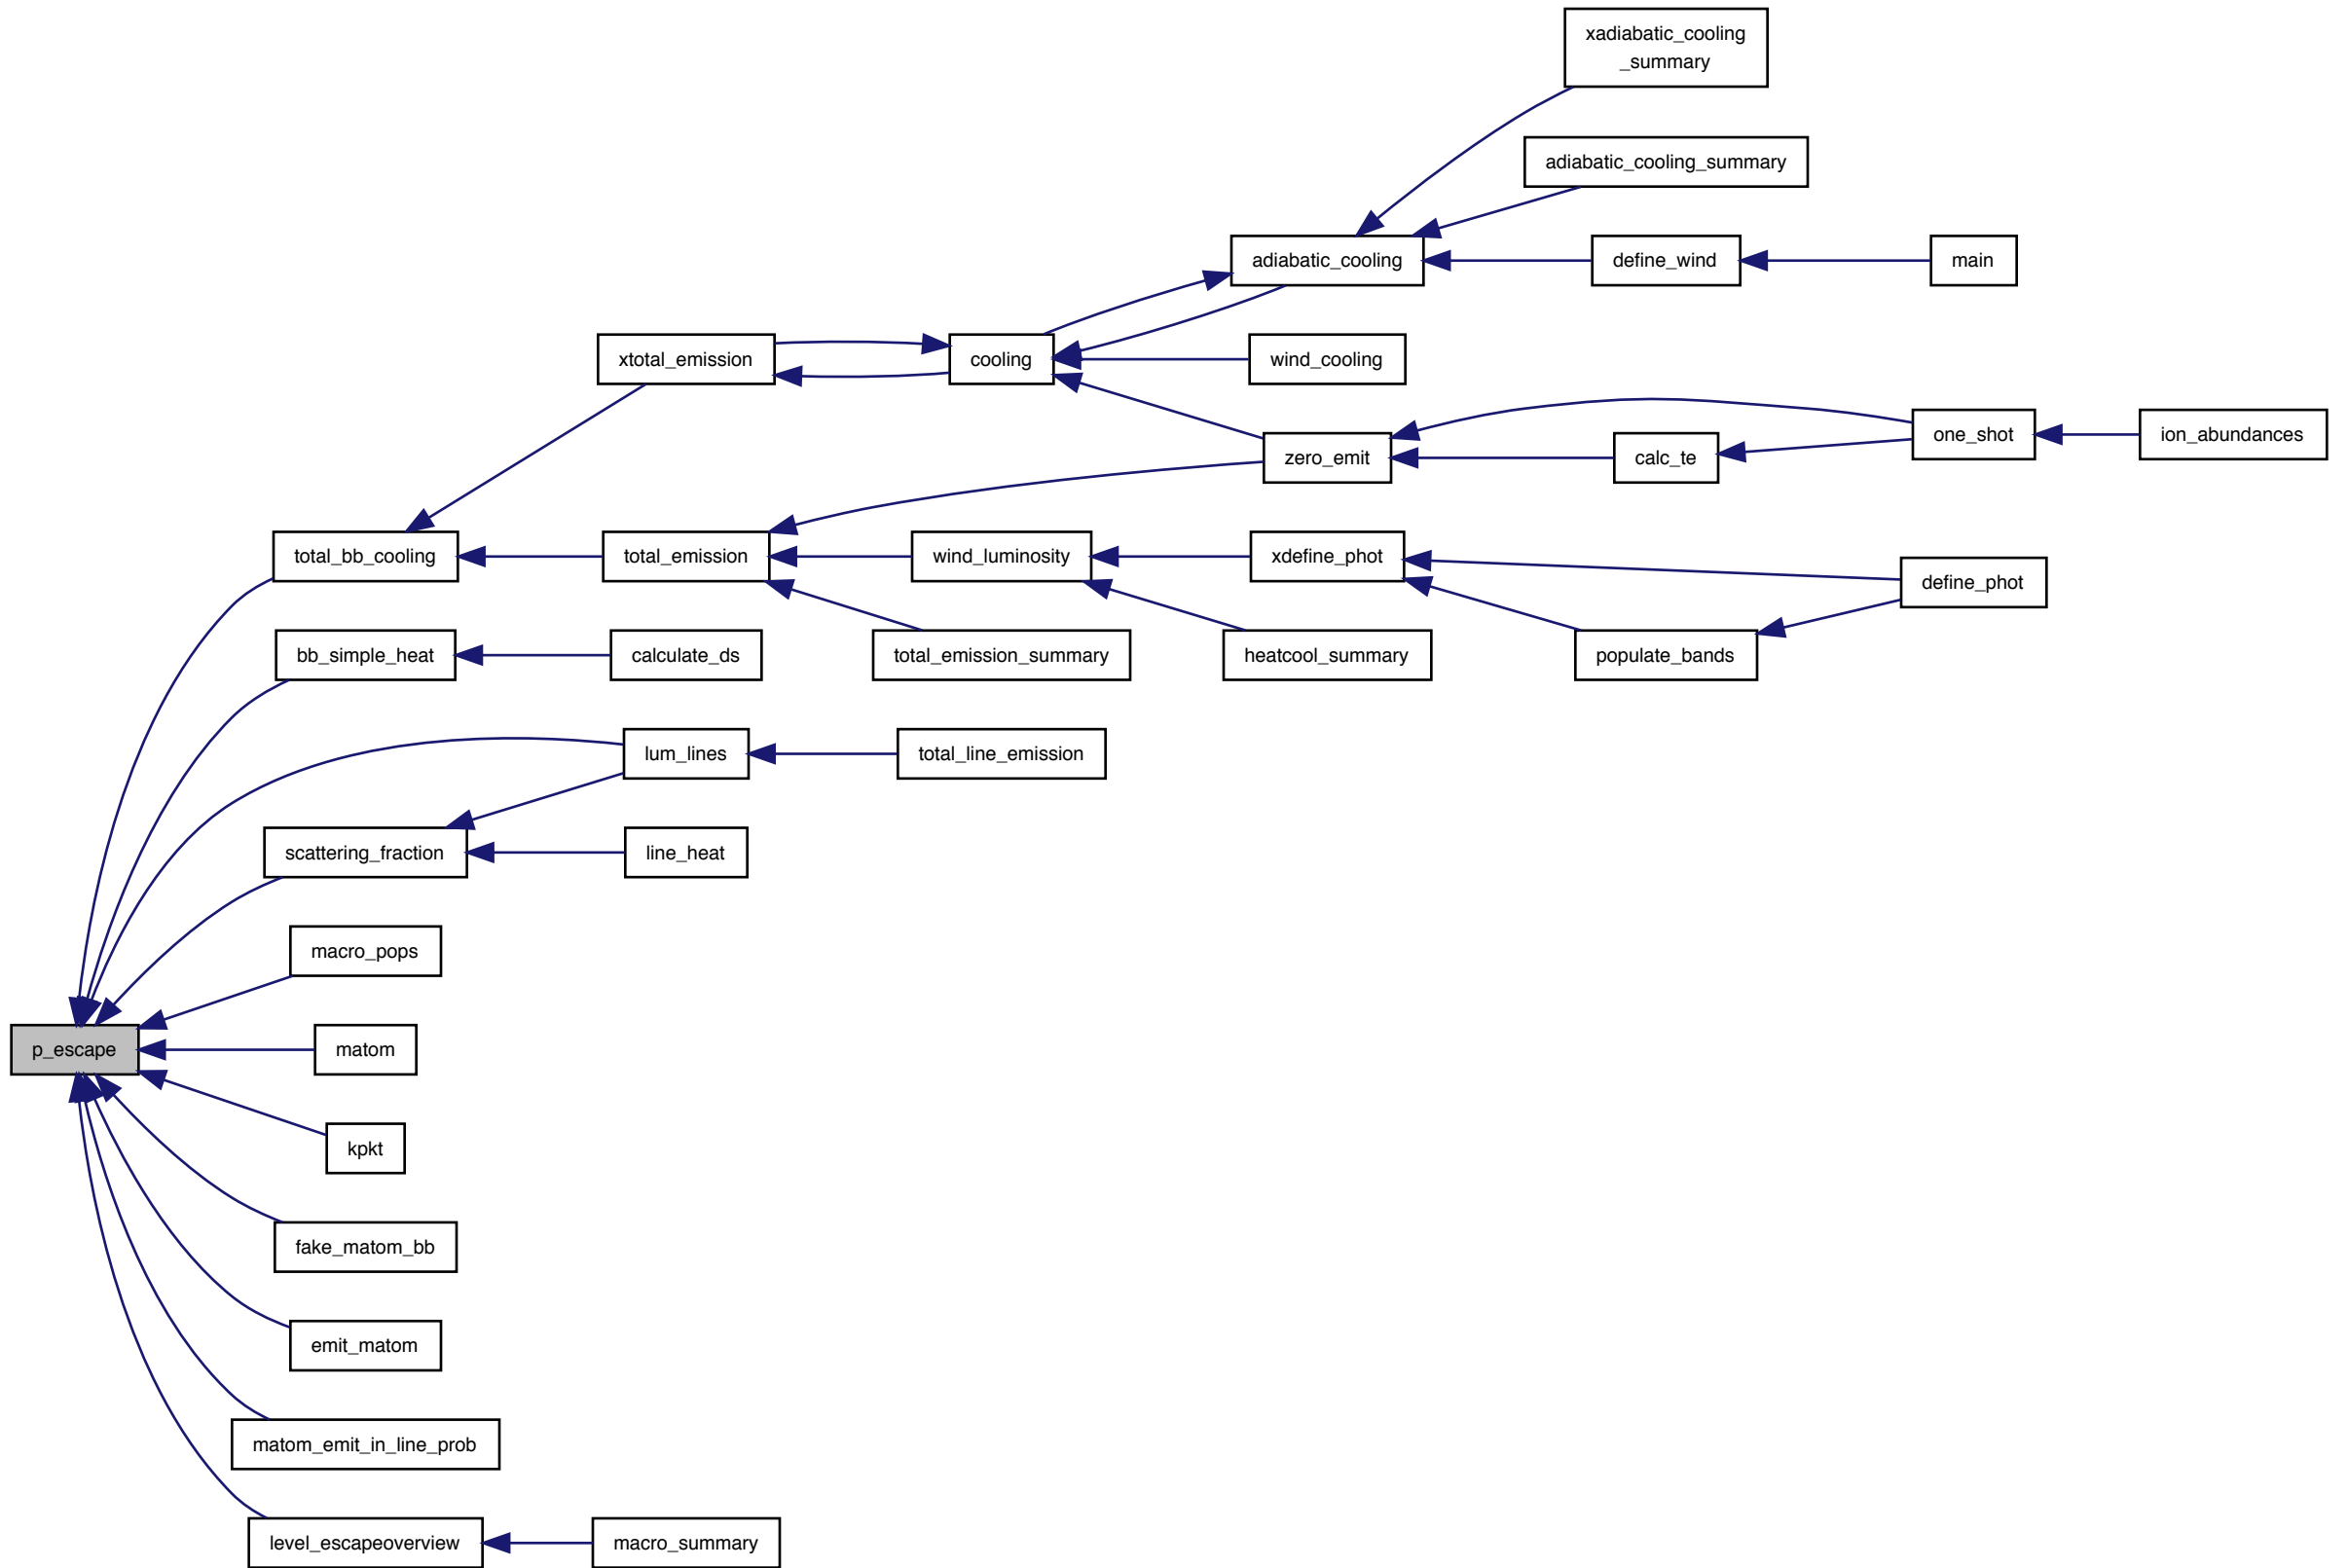 xadiabatic_cooling
_summary
adiabatic_cooling_summary
adiabatic_cooling
define_wind
main
xtotal_emission
cooling
wind_cooling
one_shot
ion_abundances
zero_emit
calc_te
total_bb_cooling
total_emission
wind_luminosity
xdefine_phot
define_phot
bb_simple_heat
calculate_ds
total_emission_summary
heatcool_summary
populate_bands
lum_lines
total_line_emission
scattering_fraction
line_heat
macro_pops
p_escape
matom
kpkt
fake_matom_bb
emit_matom
matom_emit_in_line_prob
level_escapeoverview
macro_summary